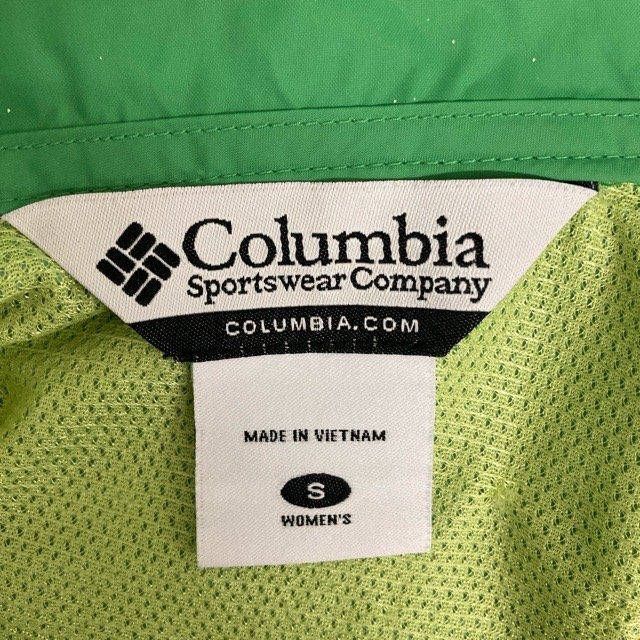 Columbia
Sportswear Company
COLUMBIA.COM
MADE IN VIETNAM
S
WOMEN'S